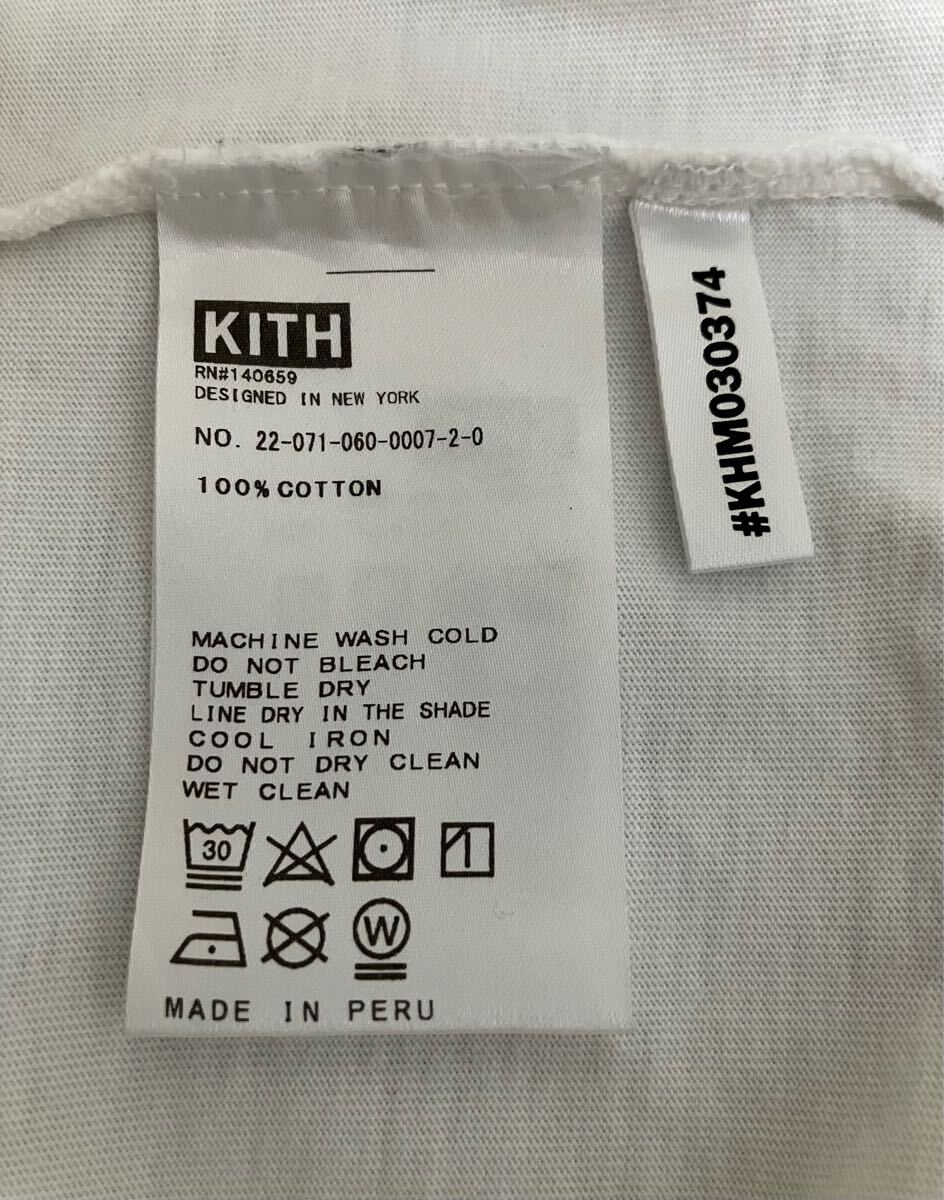 KITH
RN#140659
DESIGNED IN NEW YORK
NO. 22-071-060-0007-2-0
100% COTTON
MACHINE WASH COLD
DO NOT BLEACH
TUMBLE DRY
LINE DRY IN THE SHADE
COOL IRON
DO NOT DRY CLEAN
WET CLEAN
30
W
MADE IN PERU
#KHM030374